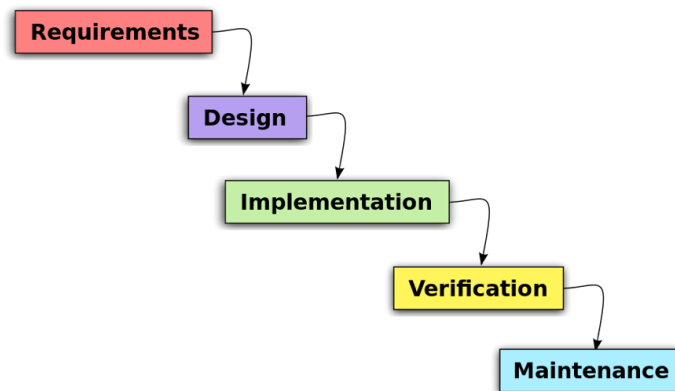 Requirements
Design
Implementation
Verification
Maintenance